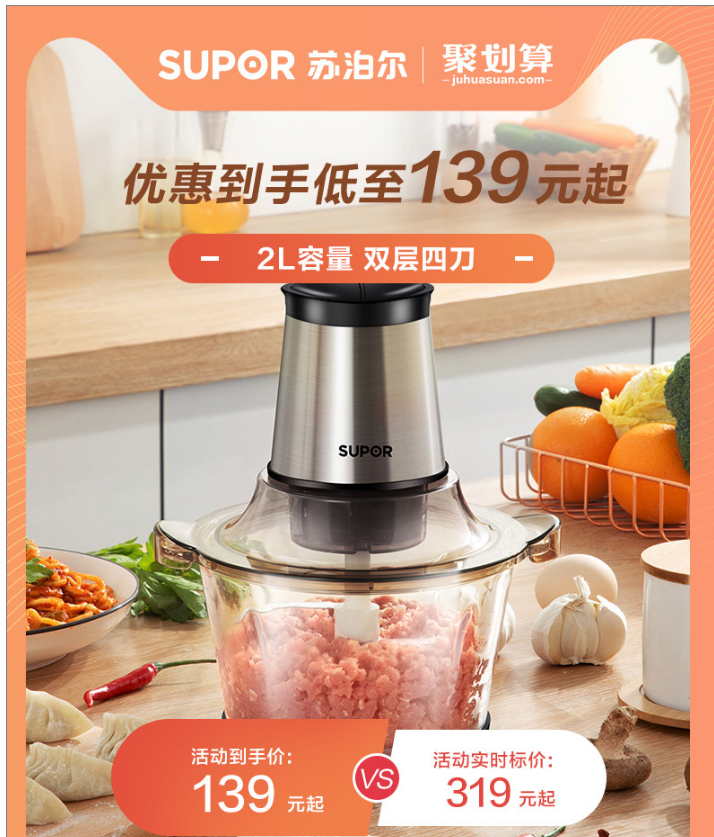 SUPOR 苏泊尔 聚划算
juhuasuan.com
优惠到手低至139元起
2L容量 双层四刀
SUPOR
活动到手价:
139 元起
VS
活动实时标价:
319 元起